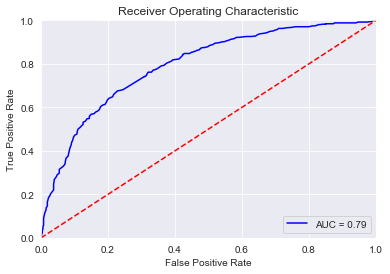 Receiver Operating Characteristic
1.0
0.8
0.6
0.4
0.2
0.0
True Positive Rate
AUC = 0.79
0.0 0.2 0.4 0.6 0.8 1.0
False Positive Rate